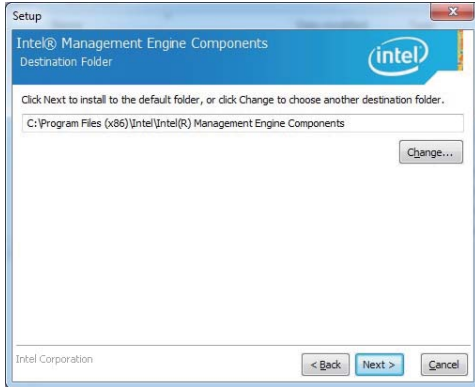 Setup
Intel® Management Engine Components
Destination Folder
intel
Click Next to install to the default folder, or click Change to choose another destination folder.
C:\Program Files (x86)\Intel\Intel(R) Management Engine Components
Change...
Intel Corporation
< Back
Next >
Cancel